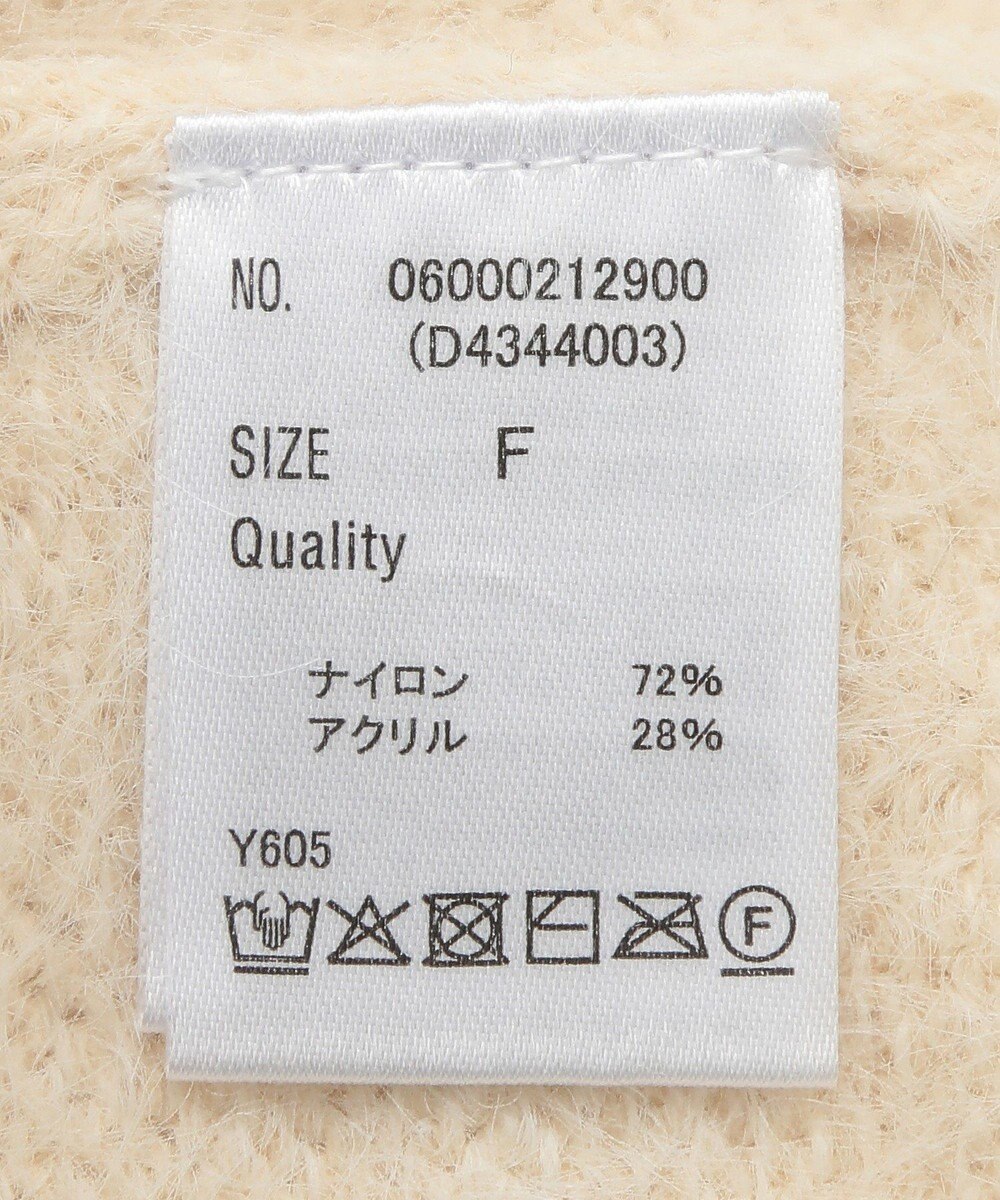 NO. 06000212900
(D4344003)
SIZE F
Quality
ナイロン 72%
アクリル 28%
Y605
F